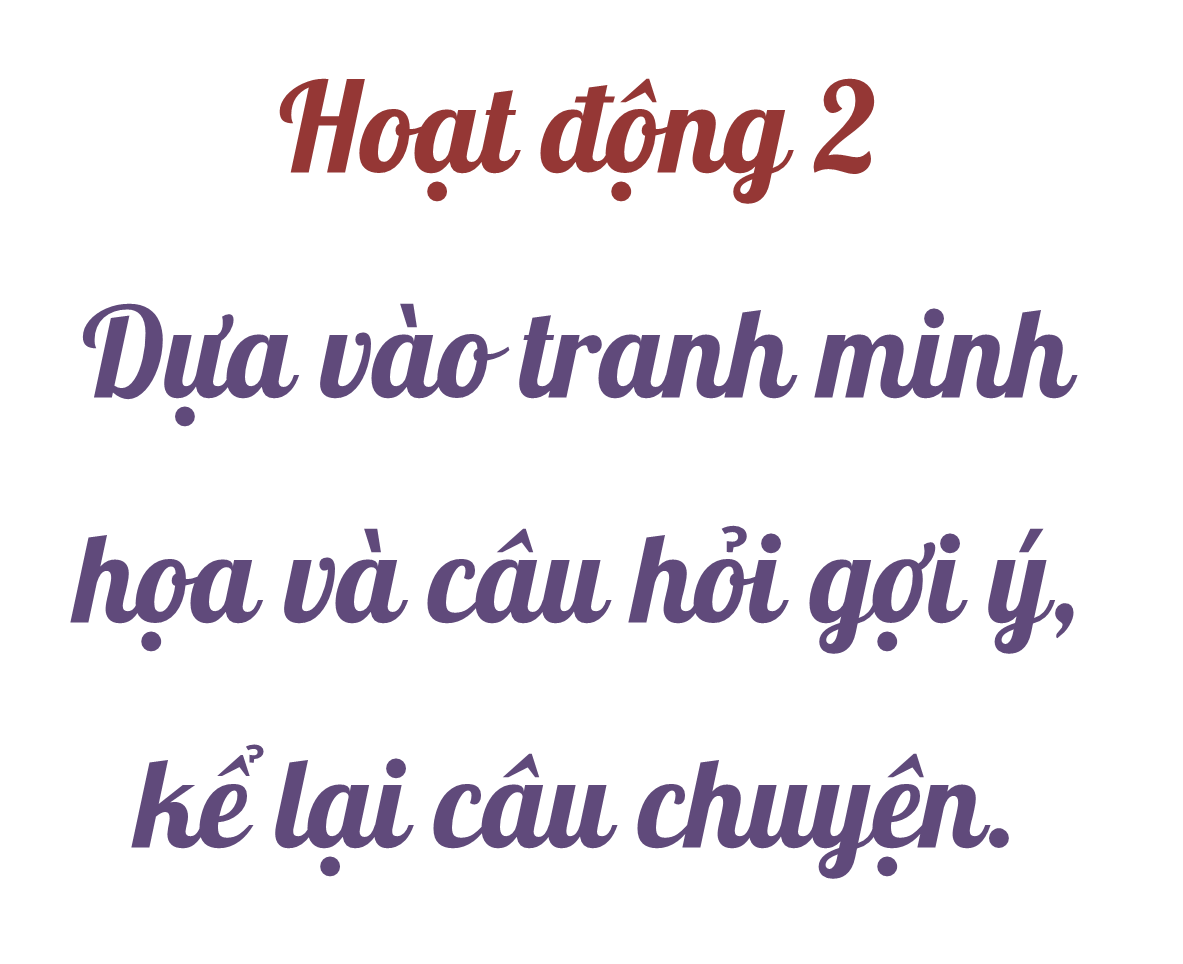 Hoạt động 2
Dựa vào tranh minh
họa và câu hỏi gợi ý,
kể lại câu chuyện.